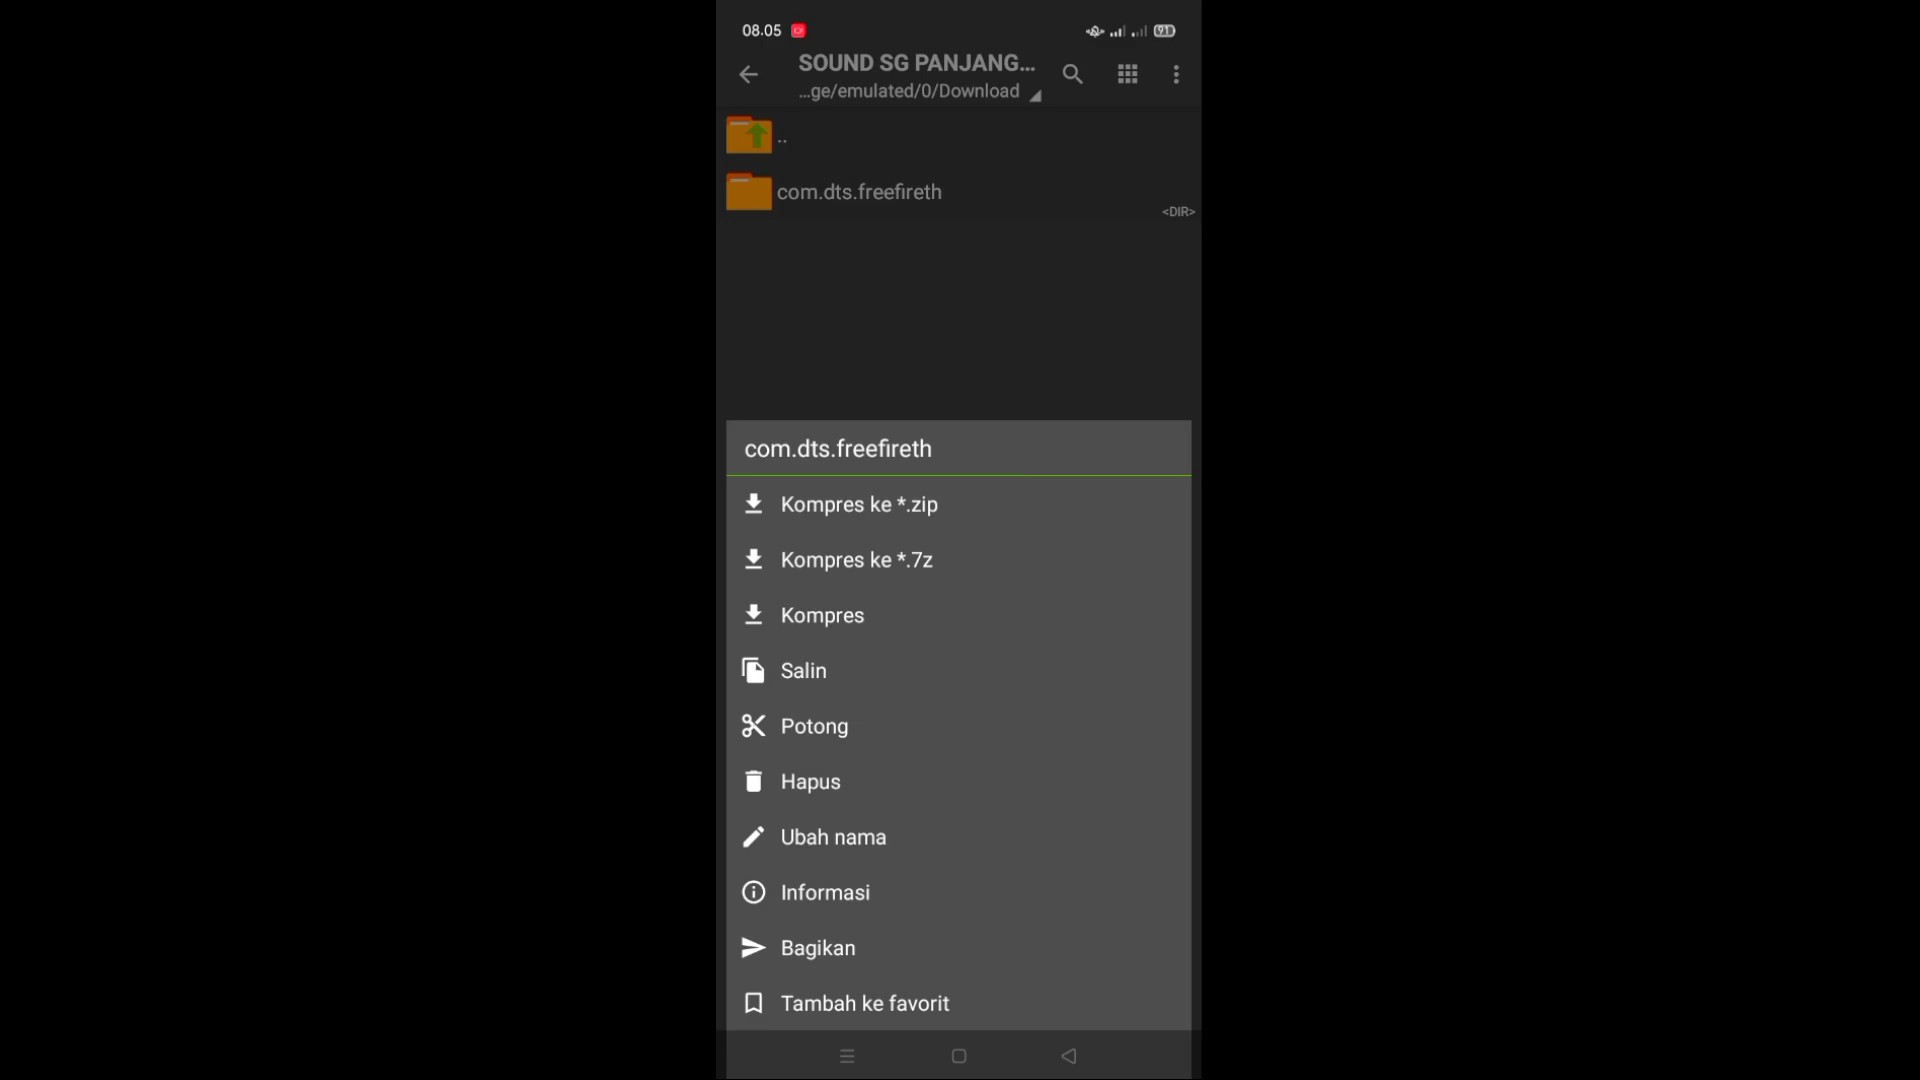 08.05
91
SOUND SG PANJANG...
...ge/emulated/0/Download
..
com.dts.freefireth
<DIR>
com.dts.freefireth
Kompres ke *.zip
Kompres ke *.7z
Kompres
Salin
Potong
Hapus
Ubah nama
Informasi
Bagikan
Tambah ke favorit